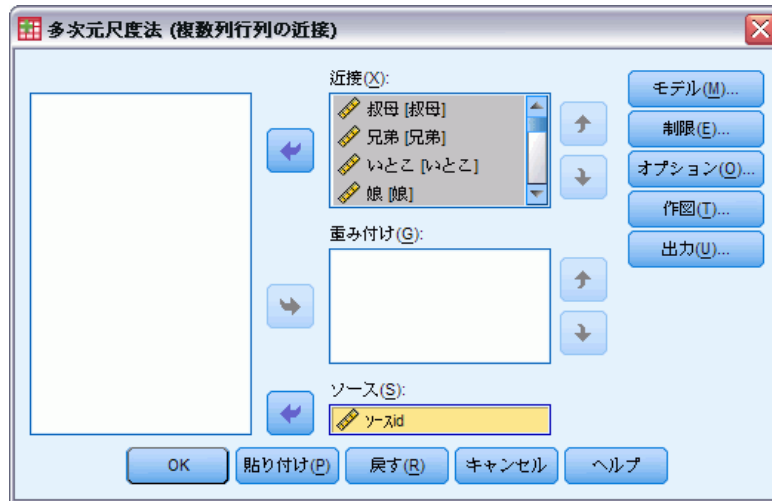 多次元尺度法 (複数列行列の近接)
近接(X):
叔母 [叔母]
兄弟 [兄弟]
いとこ [いとこ]
娘 [娘]
重み付け(G):
ソース(S):
ソースid
モデル(M)...
制限(E)...
オプション(O)...
作図(T)...
出力(U)...
OK
貼り付け(P)
戻す(R)
キャンセル
ヘルプ